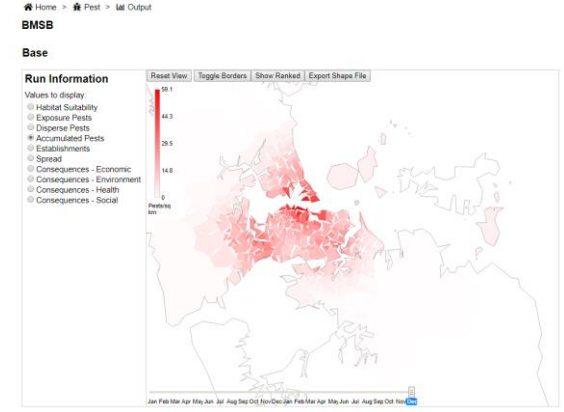 Home > Pest > Output
BMSB
Base
Run Information
Values to display:
Habitat Suitability
Exposure Pests
Disperse Pests
Accumulated Pests
Establishments
Spread
Consequences - Economic
Consequences - Environment
Consequences - Health
Consequences - Social
Reset View Toggle Borders Show Ranked Export Shape File
59.1
44.3
29.5
14.8
0
Pests/sq
km
Jan Feb Mar Apr May Jun Jul Aug Sep Oct Nov Dec Jan Feb Mar Apr May Jun Jul Aug Sep Oct Nov Dec